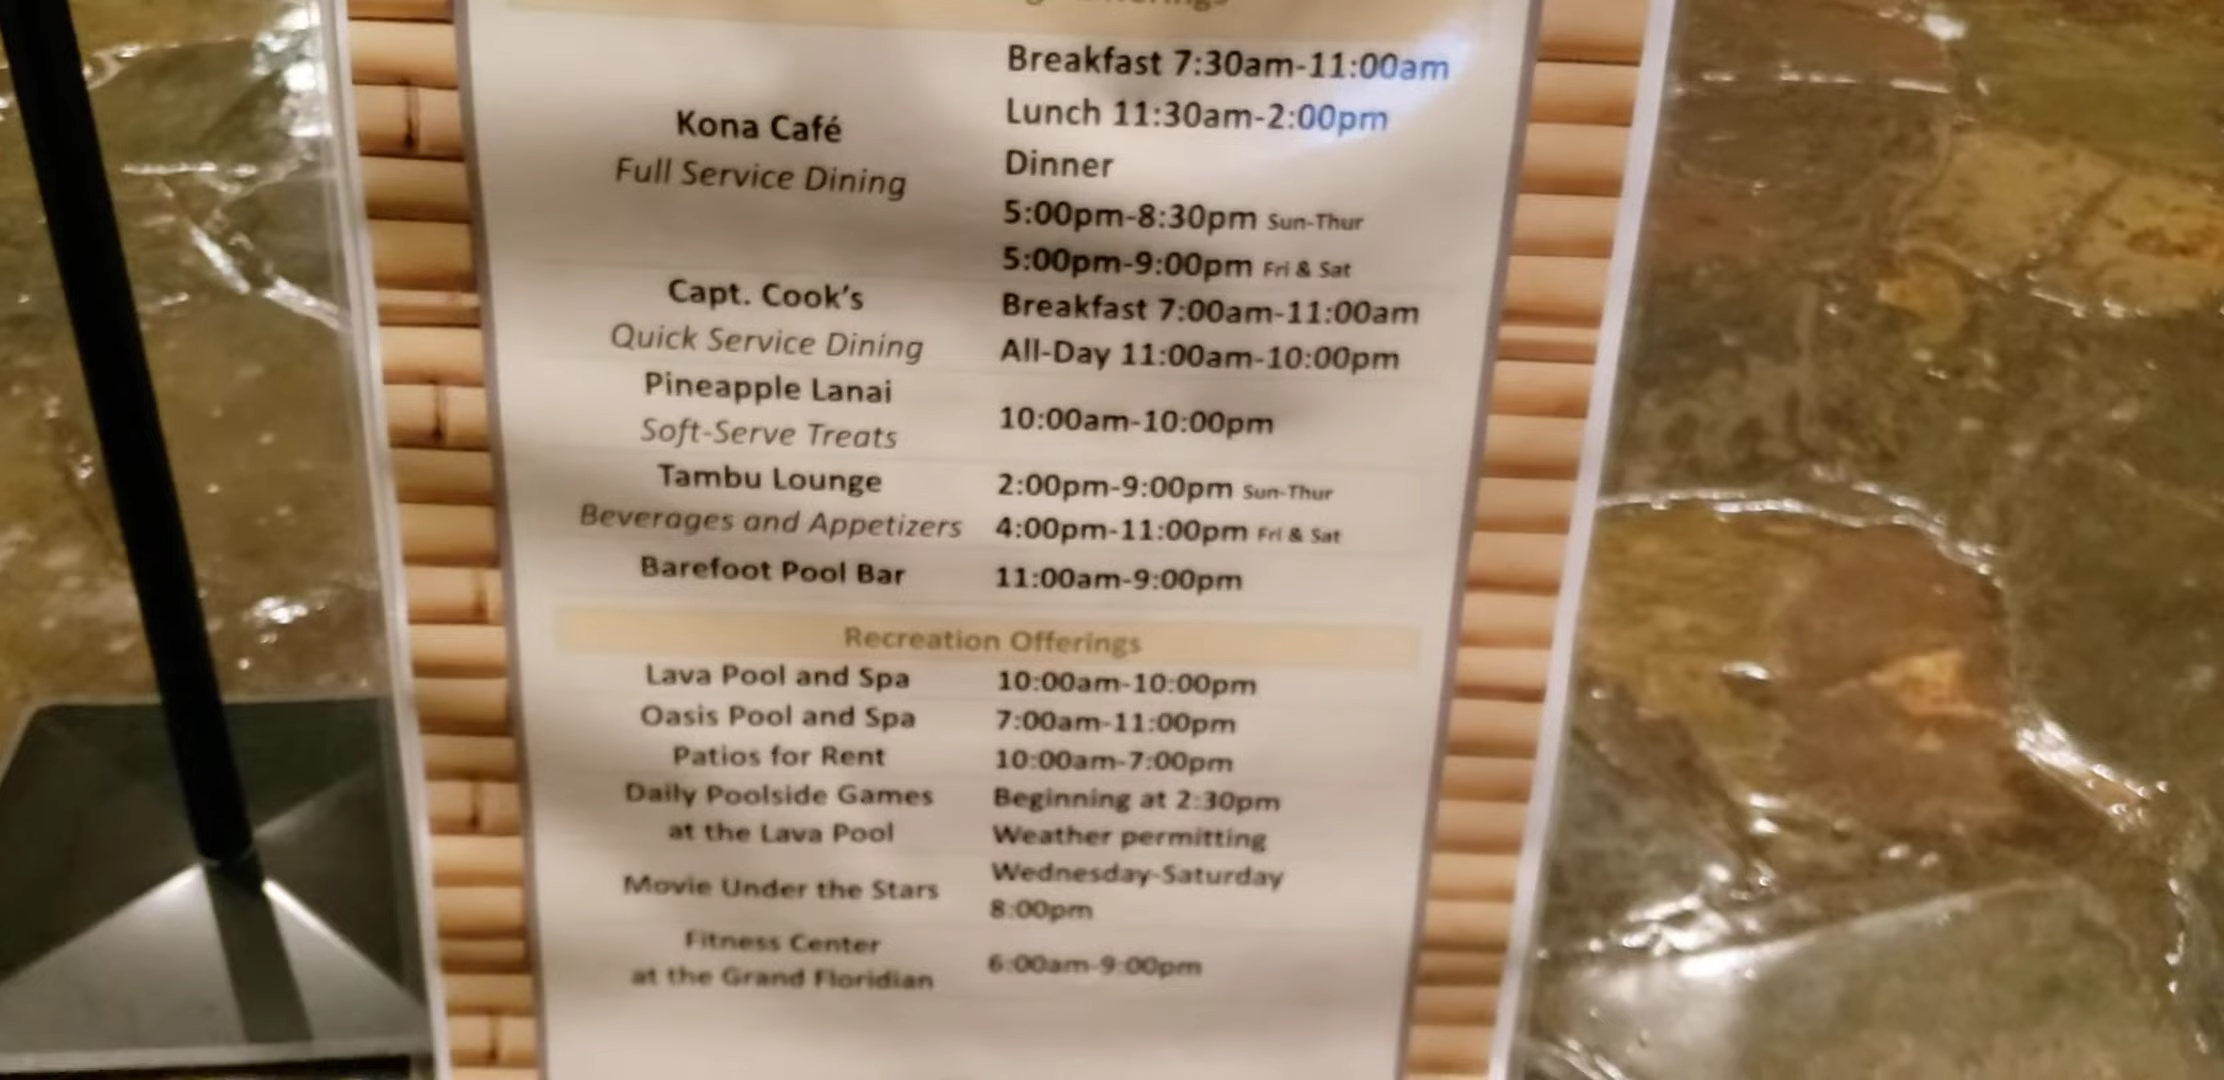 Kona Café
Full Service Dining
Breakfast 7:30am-11:00am
Lunch 11:30am-2:00pm
Dinner
5:00pm-8:30pm Sun-Thur
5:00pm-9:00pm Fri & Sat
Capt. Cook's
Quick Service Dining
Breakfast 7:00am-11:00am
All-Day 11:00am-10:00pm
Pineapple Lanai
Soft-Serve Treats
10:00am-10:00pm
Tambu Lounge
Beverages and Appetizers
2:00pm-9:00pm Sun-Thur
4:00pm-11:00pm Fri & Sat
Barefoot Pool Bar 11:00am-9:00pm
Recreation Offerings
Lava Pool and Spa 10:00am-10:00pm
Oasis Pool and Spa 7:00am-11:00pm
Patios for Rent 10:00am-7:00pm
Daily Poolside Games
at the Lava Pool
Beginning at 2:30pm
Weather permitting
Movie Under the Stars
Wednesday-Saturday
8:00pm
Fitness Center
at the Grand Floridian
6:00am-9:00pm